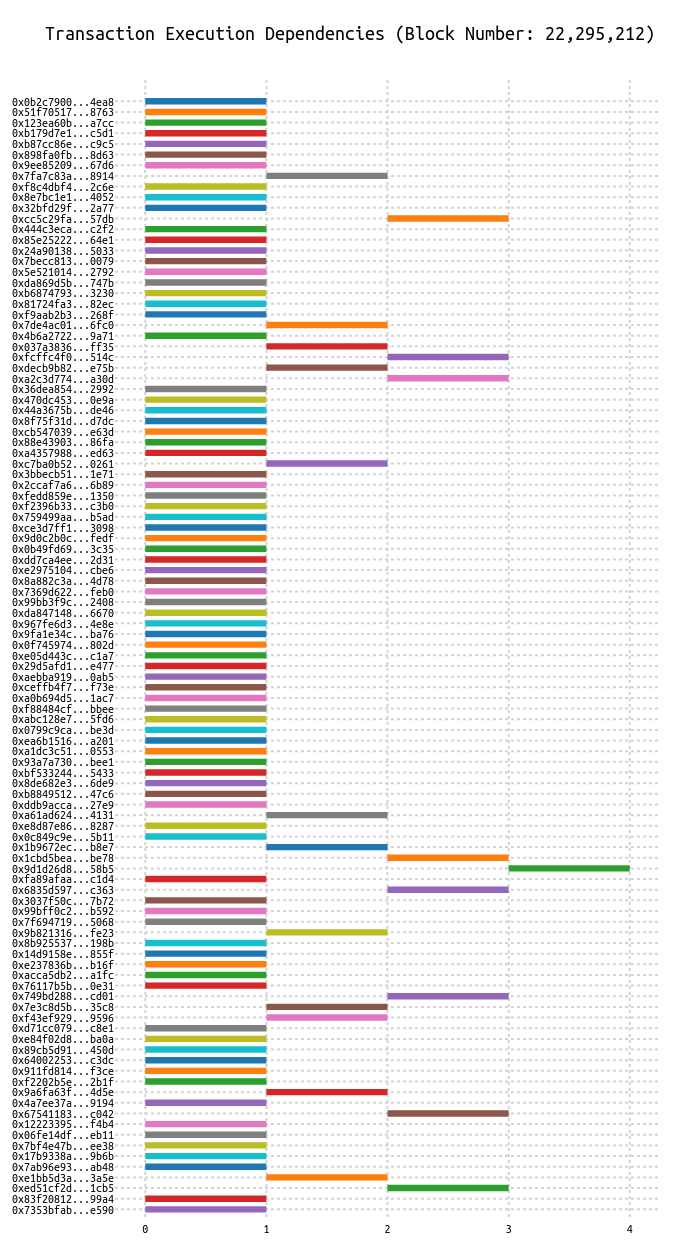 Transaction Execution Dependencies (Block Number: 22,295,212)
0x0b2c7900...4ea8
0x51f70517...8763
0x123ea60b...a7cc
0xb179d7e1...c5d1
0xb87cc86e...c9c5
0x898fa0fb...8d63
0x9ee85209...67d6
0x7fa7c83a...8914
0xf8c4dbf4...2c6e
0x8e7bc1e1...4052
0x32bfd29f...2a77
0xcc5c29fa...57db
0x444c3eca...c2f2
0x85e25222...64e1
0x24a90138...5033
0x7becc813...0079
0x5e521014...2792
0xda869d5b...747b
0xb6874793...3230
0x81724fa3...82ec
0xf9aab2b3...268f
0x7de4ac01...6fc0
0x4b6a2722...9a71
0x037a3836...ff35
0xfcffc4f0...514c
0xdecb9b82...e75b
0xa2c3d774...a30d
0x36dea854...2992
0x470dc453...0e9a
0x44a3675b...de46
0x8f75f31d...d7dc
0xcb547039...e63d
0x88e43903...86fa
0xa4357988...ed63
0xc7ba0b52...0261
0x3bbecb51...1e71
0x2ccaf7a6...6b89
0xfedd859e...1350
0xf2396b33...c3b0
0x759499aa...b5ad
0xce3d7ff1...3098
0x9d0c2b0c...fedf
0x0b49fd69...3c35
0xdd7ca4ee...2d31
0xe2975104...cbe6
0x8a882c3a...4d78
0x7369d622...feb0
0x99bb3f9c...2408
0xda847148...6670
0x967fe6d3...4e8e
0x9fa1e34c...ba76
0x0f745974...802d
0xe05d443c...c1a7
0x29d5afd1...e477
0xaebba919...0ab5
0xceffb4f7...f73e
0xa0b694d5...1ac7
0xf88484cf...bbee
0xabc128e7...5fd6
0x0799c9ca...be3d
0xea6b1516...a201
0xa1dc3c51...0553
0x93a7a730...bee1
0xbf533244...5433
0x8de682e3...6de9
0xb8849512...47c6
0xddb9acca...27e9
0xa61ad624...4131
0xe8d87e86...8287
0x0c849c9e...5b11
0x1b9672ec...b8e7
0x1cbd5bea...be78
0x9d1d26d8...58b5
0xfa89afaa...c1d4
0x6835d597...c363
0x3037f50c...7b72
0x99bff0c2...b592
0x7f694719...5068
0x9b821316...fe23
0x8b925537...198b
0x14d9158e...855f
0xe237836b...b16f
0xacca5db2...a1fc
0x76117b5b...0e31
0x749bd288...cd01
0x7e3c8d5b...35c8
0xf43ef929...9596
0xd71cc079...c8e1
0xe84f02d8...ba0a
0x89cb5d91...450d
0x64002253...c3dc
0x911fd814...f3ce
0xf2202b5e...2b1f
0x9a6fa63f...4d5e
0x4a7ee37a...9194
0x67541183...c042
0x12223395...f4b4
0x06fe14df...eb11
0x7bf4e47b...ee38
0x17b9338a...9b6b
0x7ab96e93...ab48
0xe1bb5d3a...3a5e
0xed51cf2d...1cb5
0x83f20812...99a4
0x7353bfab...e590
0 1 2 3 4